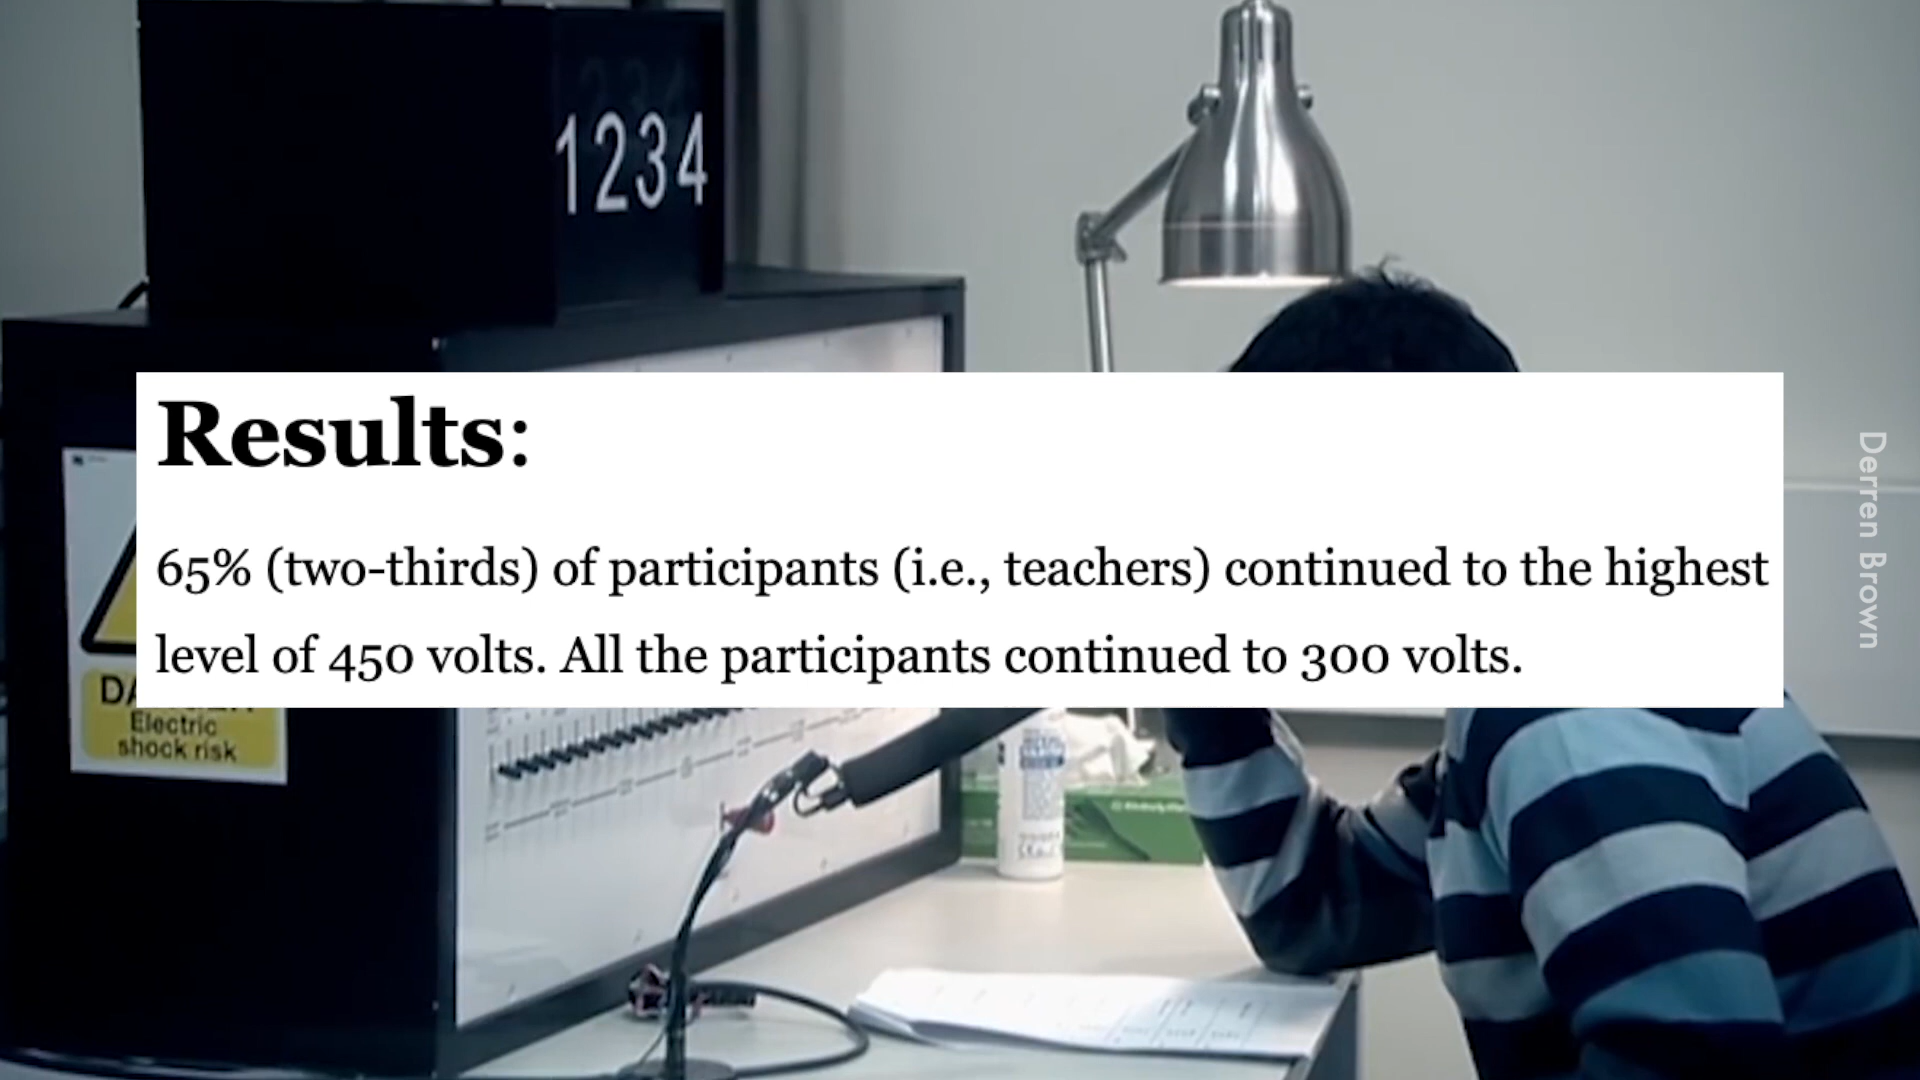 1234
Results:
65% (two-thirds) of participants (i.e., teachers) continued to the highest
level of 450 volts. All the participants continued to 300 volts.
Electric
shock risk
Derren Brown